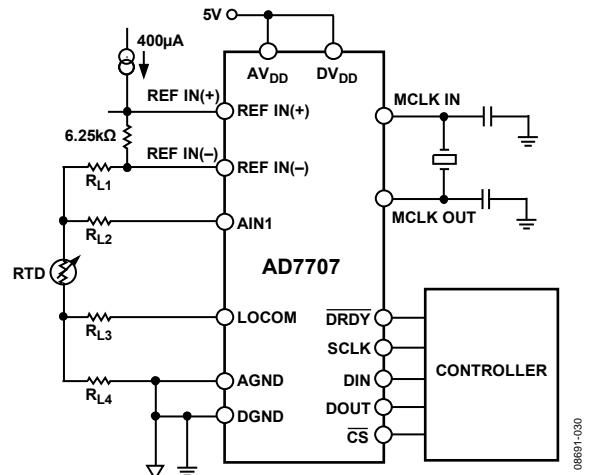 5V
400µA
AVDD
DVDD
REF IN(+)
REF IN(+)
MCLK IN
6.25kΩ
REF IN(–)
REF IN(–)
RL1
MCLK OUT
RL2
AIN1
AD7707
RTD
RL3
LOCOM
DRDY
SCLK
CONTROLLER
RL4
AGND
DIN
DGND
DOUT
CS
08691-030